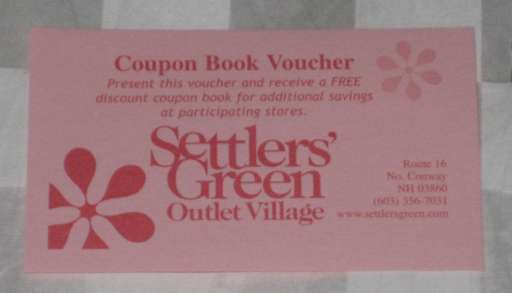 Coupon Book Voucher
Present this voucher and receive a FREE
discount coupon book for additional savings
at participating stores.
Settlers'
Green
Outlet Village
Route 16
No. Conway
NH 03860
(603) 356-7031
www.settlersgreen.com